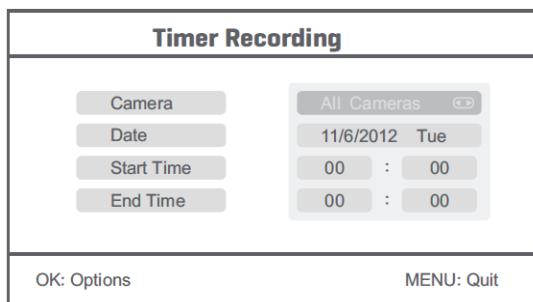 Timer Recording
Camera All Cameras
Date 11/6/2012 Tue
Start Time 00 : 00
End Time 00 : 00
OK: Options MENU: Quit